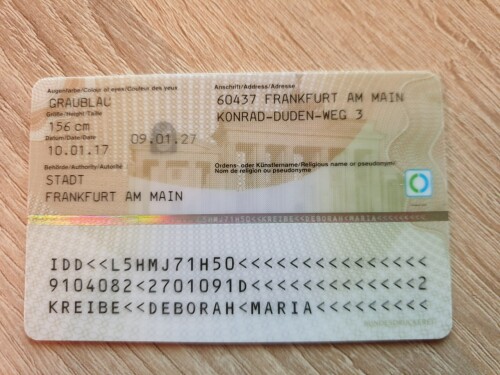 Augenfarbe/Colour of eyes/Couleur des yeux
GRAUBLAU
Größe/Height/Taille
156 cm
Datum/Date/Date
10.01.17
09.01.27
Behörde/Authority/Autorité
STADT
FRANKFURT AM MAIN
Anschrift/Address/Adresse
60437 FRANKFURT AM MAIN
KONRAD-DUDEN-WEG 3
Ordens- oder Künstlername/Religious name or pseudonym/
Nom de religion ou pseudonyme
IDD<<L5HMJ71H50<<<<<<<<<<<<<<<
9104082<2701091D<<<<<<<<<<<<<2
KREIBE<<DEBORAH<MARIA<<<<<<<<<